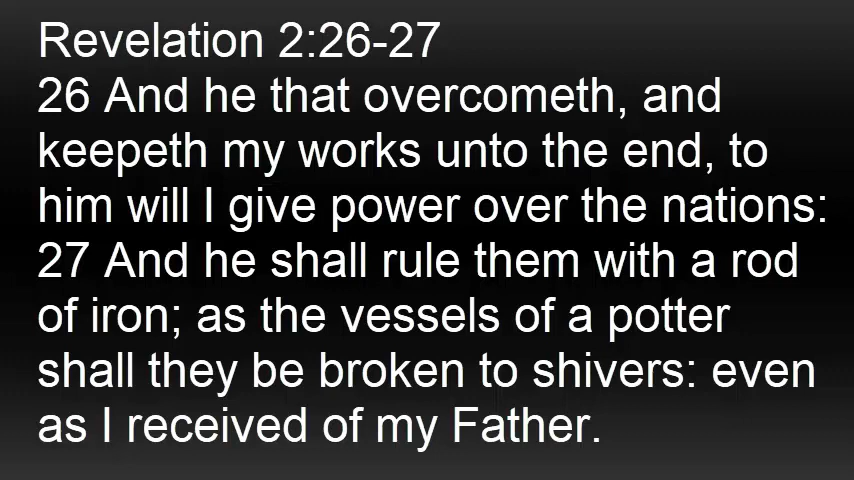 Revelation 2:26-27
26 And he that overcometh, and
keepeth my works unto the end, to
him will I give power over the nations:
27 And he shall rule them with a rod
of iron; as the vessels of a potter
shall they be broken to shivers: even
as I received of my Father.